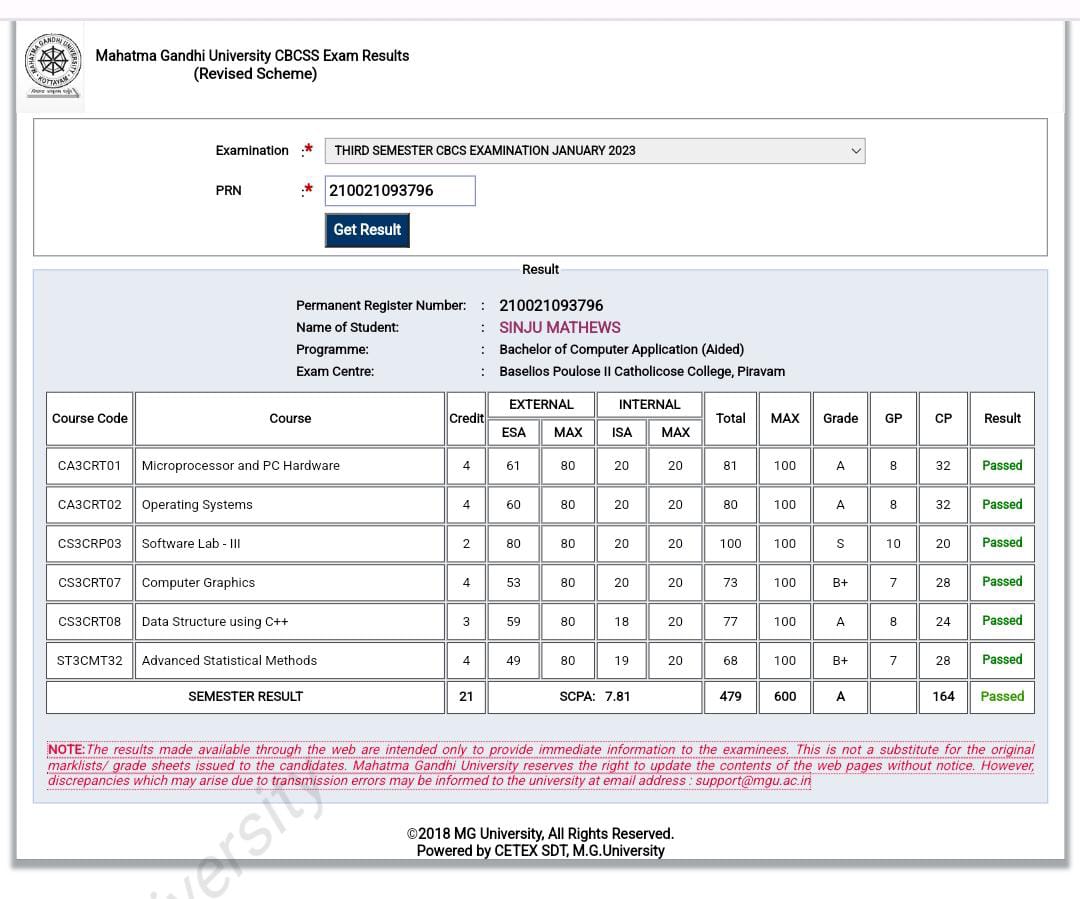 MAHATMA GANDHI UNIVERSITY
KOTTAYAM
Mahatma Gandhi University CBCSS Exam Results
(Revised Scheme)
Examination :* THIRD SEMESTER CBCS EXAMINATION JANUARY 2023
PRN :* 210021093796
Get Result
Result
Permanent Register Number: : 210021093796
Name of Student: : SINJU MATHEWS
Programme: : Bachelor of Computer Application (Aided)
Exam Centre: : Baselios Poulose II Catholicose College, Piravam
Course Code Course Credit EXTERNAL INTERNAL Total MAX Grade GP CP Result
ESA MAX ISA MAX
CA3CRT01 Microprocessor and PC Hardware 4 61 80 20 20 81 100 A 8 32 Passed
CA3CRT02 Operating Systems 4 60 80 20 20 80 100 A 8 32 Passed
CS3CRP03 Software Lab - III 2 80 80 20 20 100 100 S 10 20 Passed
CS3CRT07 Computer Graphics 4 53 80 20 20 73 100 B+ 7 28 Passed
CS3CRT08 Data Structure using C++ 3 59 80 18 20 77 100 A 8 24 Passed
ST3CMT32 Advanced Statistical Methods 4 49 80 19 20 68 100 B+ 7 28 Passed
SEMESTER RESULT 21 SCPA: 7.81 479 600 A 164 Passed
NOTE:The results made available through the web are intended only to provide immediate information to the examinees. This is not a substitute for the original
marklists/ grade sheets issued to the candidates. Mahatma Gandhi University reserves the right to update the contents of the web pages without notice. However,
discrepancies which may arise due to transmission errors may be informed to the university at email address : support@mgu.ac.in
iversity
©2018 MG University, All Rights Reserved.
Powered by CETEX SDT, M.G.University